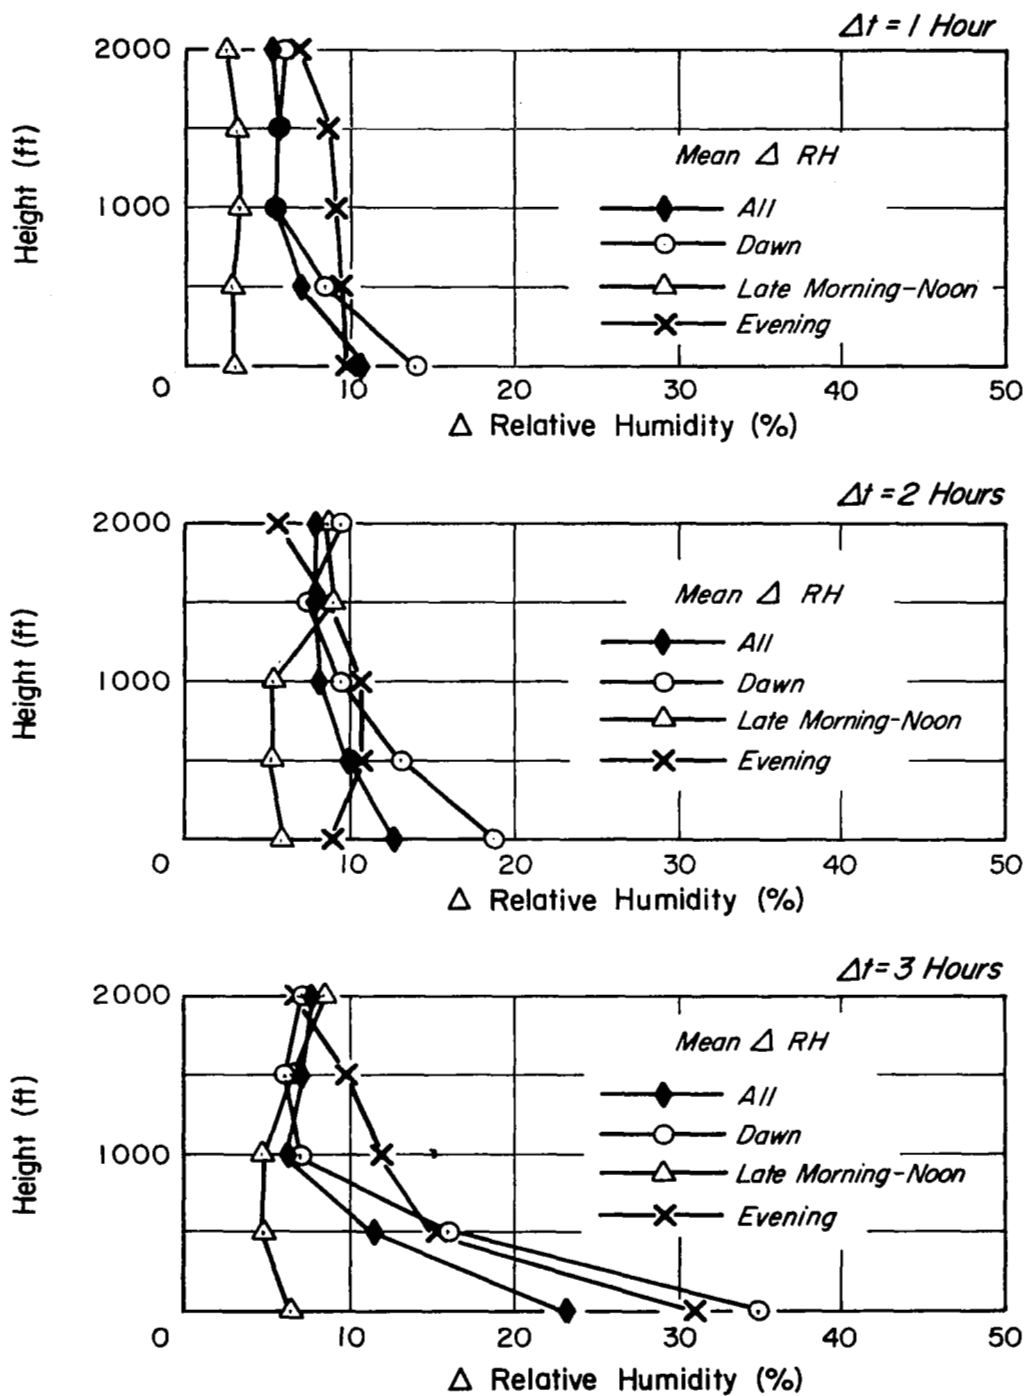 Δt = 1 Hour
2000
Mean Δ RH
Height (ft)
1000
All
Dawn
Late Morning-Noon
Evening
0 10 20 30 40 50
Δ Relative Humidity (%)
Δt = 2 Hours
2000
Mean Δ RH
Height (ft)
All
1000
Dawn
Late Morning-Noon
Evening
0 10 20 30 40 50
Δ Relative Humidity (%)
Δt = 3 Hours
2000
Mean Δ RH
Height (ft)
All
Dawn
1000
Late Morning-Noon
Evening
0 10 20 30 40 50
Δ Relative Humidity (%)